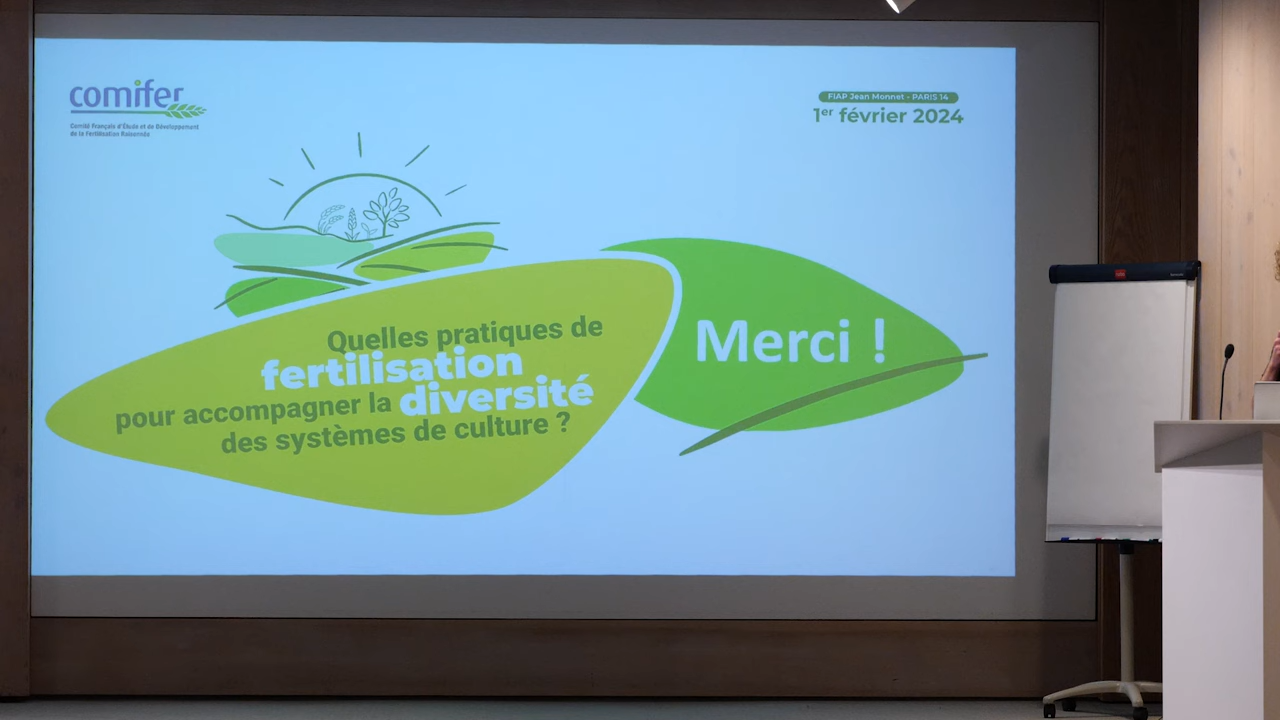 comifer
Comité Français d'Étude et de Développement
de la Fertilisation Raisonnée
FIAP Jean Monnet - PARIS 14
1er février 2024
Quelles pratiques de
fertilisation
pour accompagner la diversité
des systèmes de culture ?
Merci !